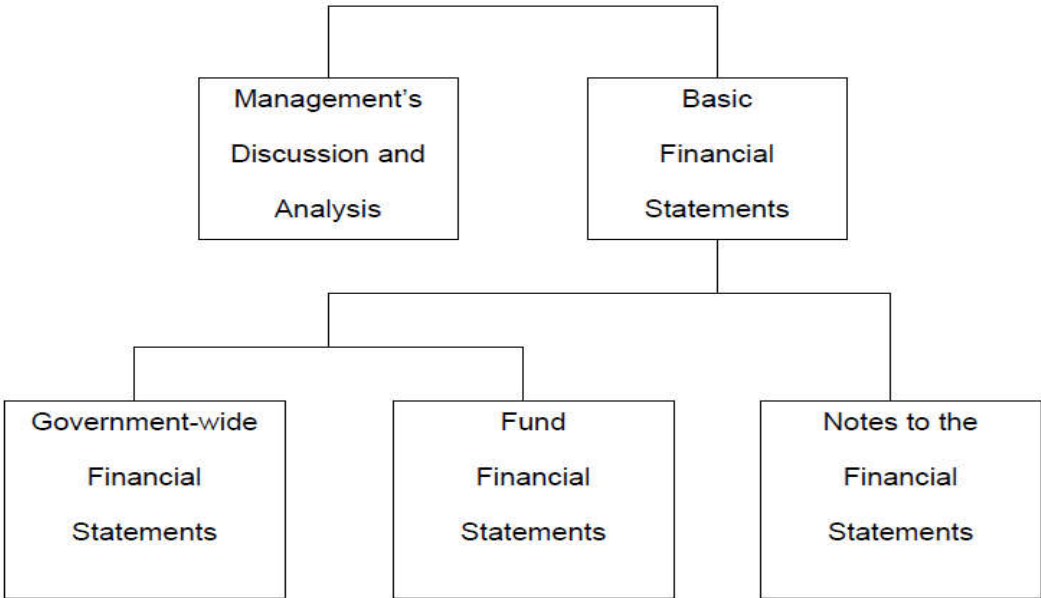 Management’s
Discussion and
Analysis
Basic
Financial
Statements
Government-wide
Financial
Statements
Fund
Financial
Statements
Notes to the
Financial
Statements